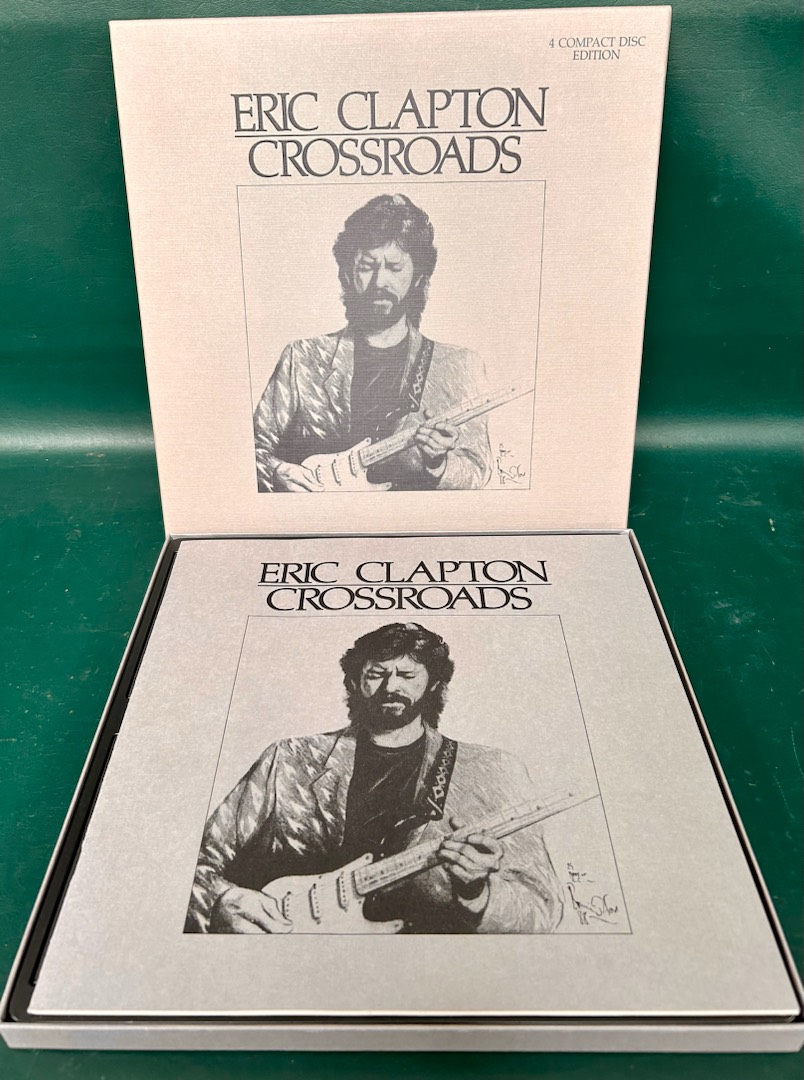 4 COMPACT DISC
EDITION
ERIC CLAPTON
CROSSROADS
ERIC CLAPTON
CROSSROADS